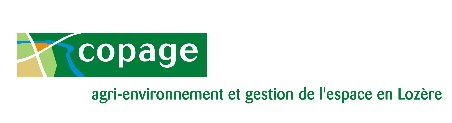 copage
agri-environnement et gestion de l'espace en Lozère